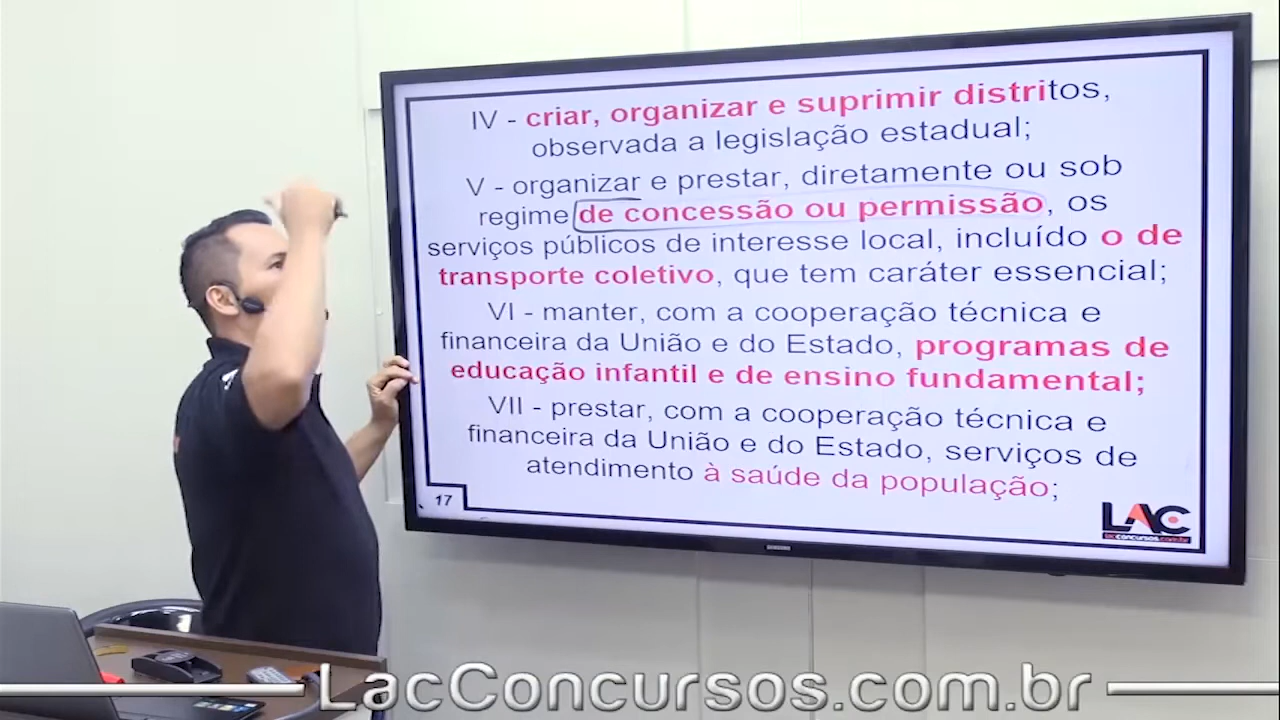 IV - criar, organizar e suprimir distritos,
observada a legislação estadual;
V - organizar e prestar, diretamente ou sob
regime de concessão ou permissão, os
serviços públicos de interesse local, incluído o de
transporte coletivo, que tem caráter essencial;
VI - manter, com a cooperação técnica e
financeira da União e do Estado, programas de
educação infantil e de ensino fundamental;
VII - prestar, com a cooperação técnica e
financeira da União e do Estado, serviços de
atendimento à saúde da população;
17
LAC
lacconcursos.com.br
SAMSUNG
LacConcursos.com.br